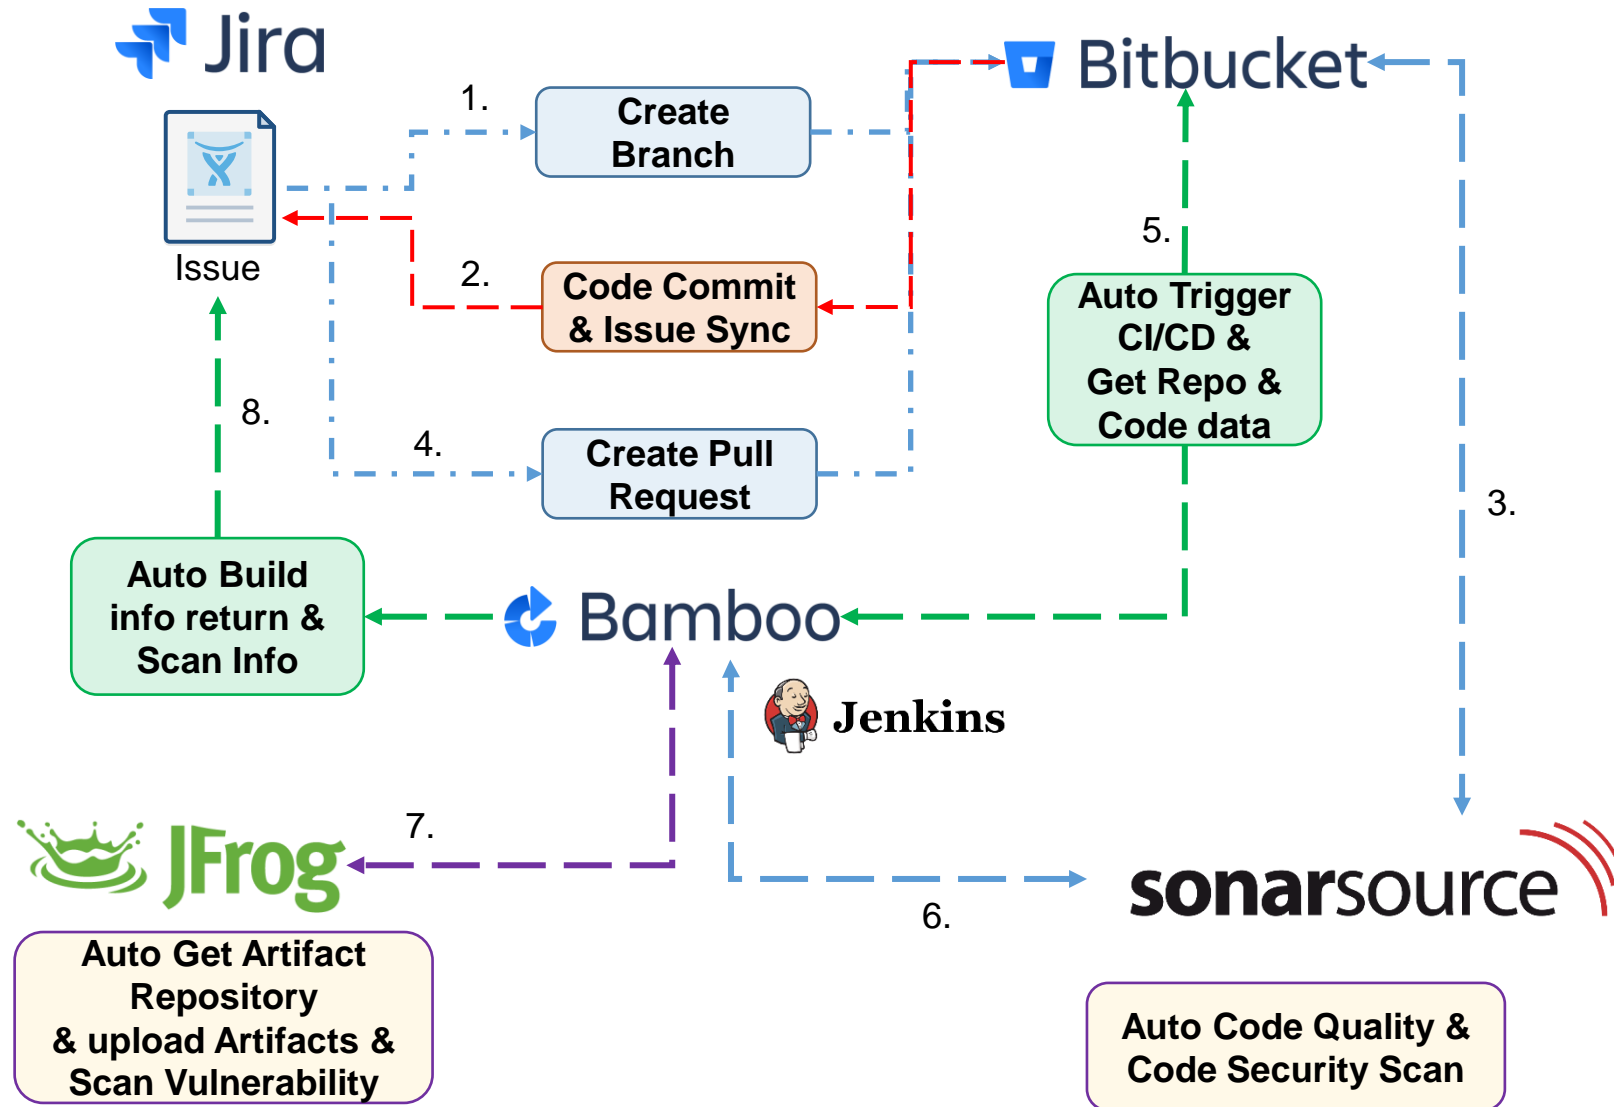 Jira
Bitbucket
1.
Create
Branch
Issue
2.
Code Commit
& Issue Sync
5.
Auto Trigger
CI/CD &
Get Repo &
Code data
8.
4.
Create Pull
Request
3.
Auto Build
info return &
Scan Info
Bamboo
Jenkins
7.
JFrog
6.
sonarsource
Auto Get Artifact
Repository
& upload Artifacts &
Scan Vulnerability
Auto Code Quality &
Code Security Scan